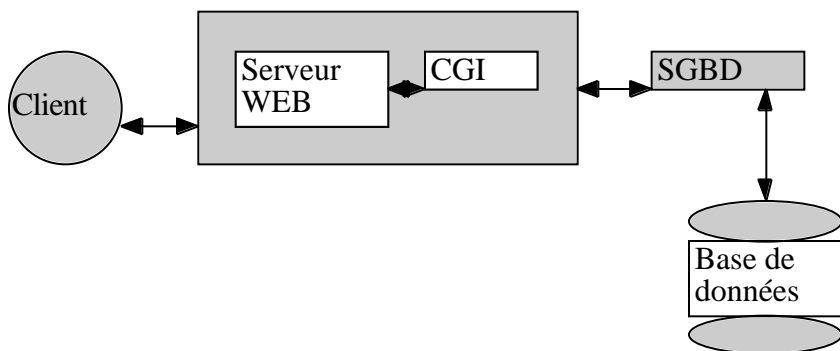 Client
Serveur
WEB
CGI
SGBD
Base de
données